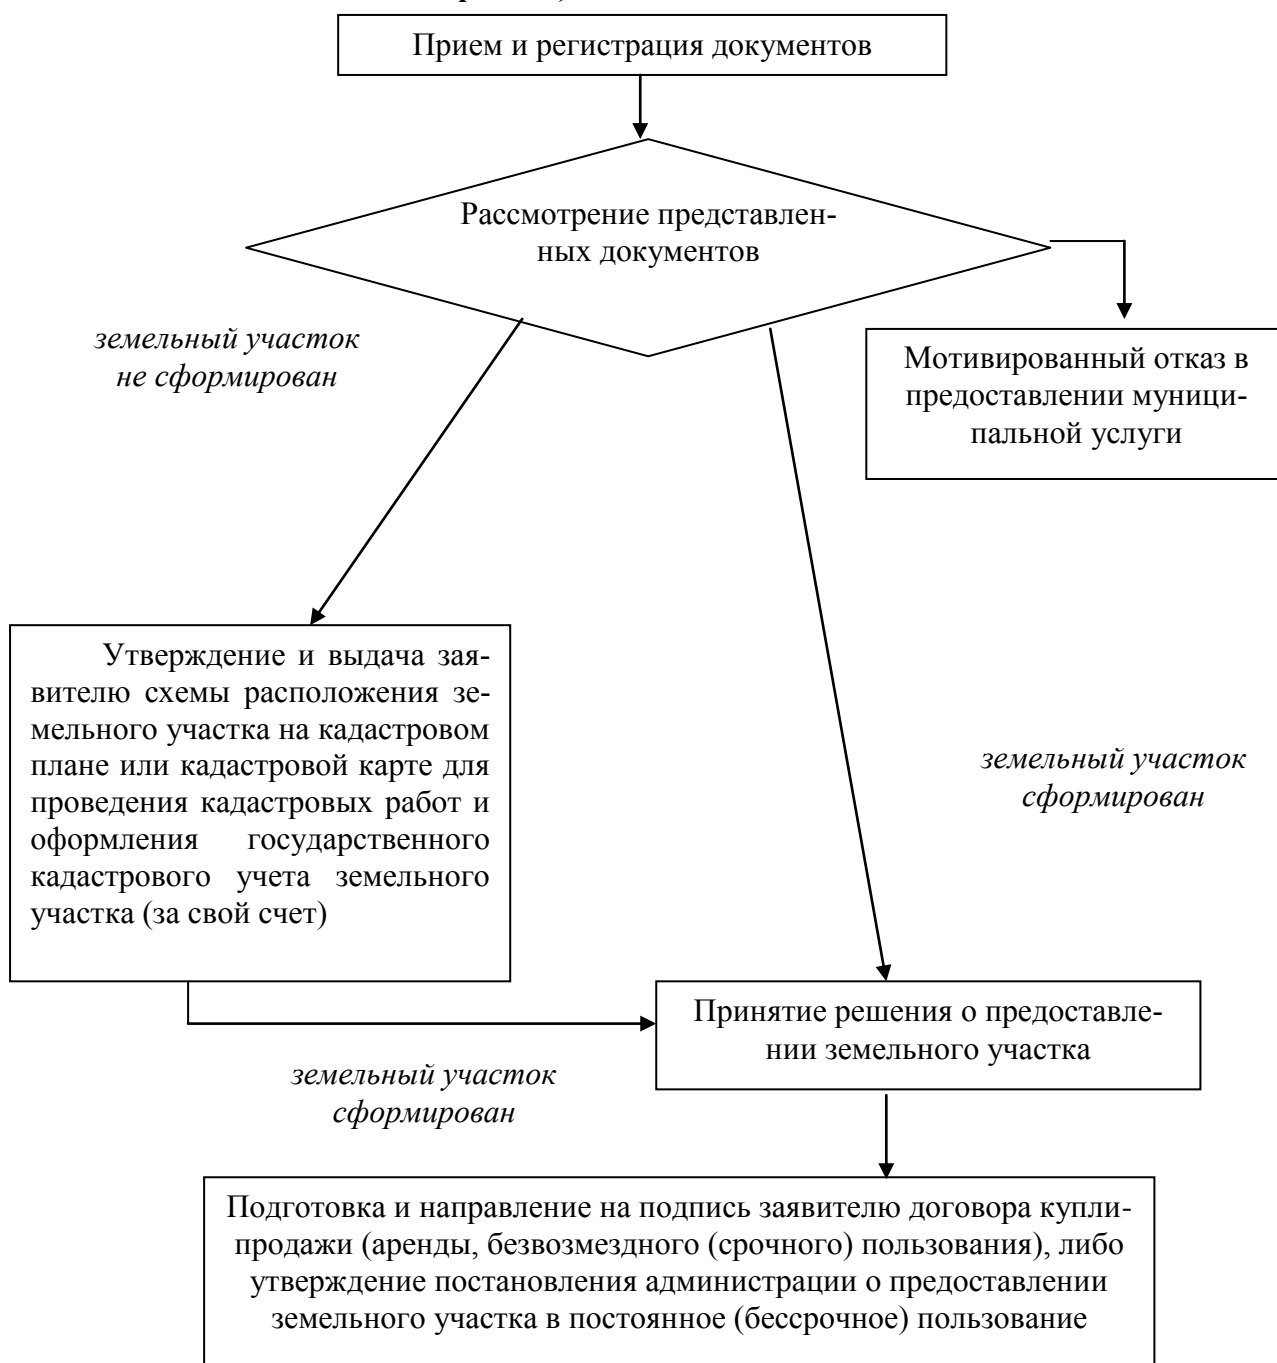 Прием и регистрация документов
Рассмотрение представлен-
ных документов
земельный участок
не сформирован
Мотивированный отказ в
предоставлении муници-
пальной услуги
Утверждение и выдача зая-
вителю схемы расположения зе-
мельного участка на кадастровом
плане или кадастровой карте для
проведения кадастровых работ и
оформления государственного
кадастрового учета земельного
участка (за свой счет)
земельный участок
сформирован
Принятие решения о предоставле-
нии земельного участка
земельный участок
сформирован
Подготовка и направление на подпись заявителю договора купли-
продажи (аренды, безвозмездного (срочного) пользования), либо
утверждение постановления администрации о предоставлении
земельного участка в постоянное (бессрочное) пользование